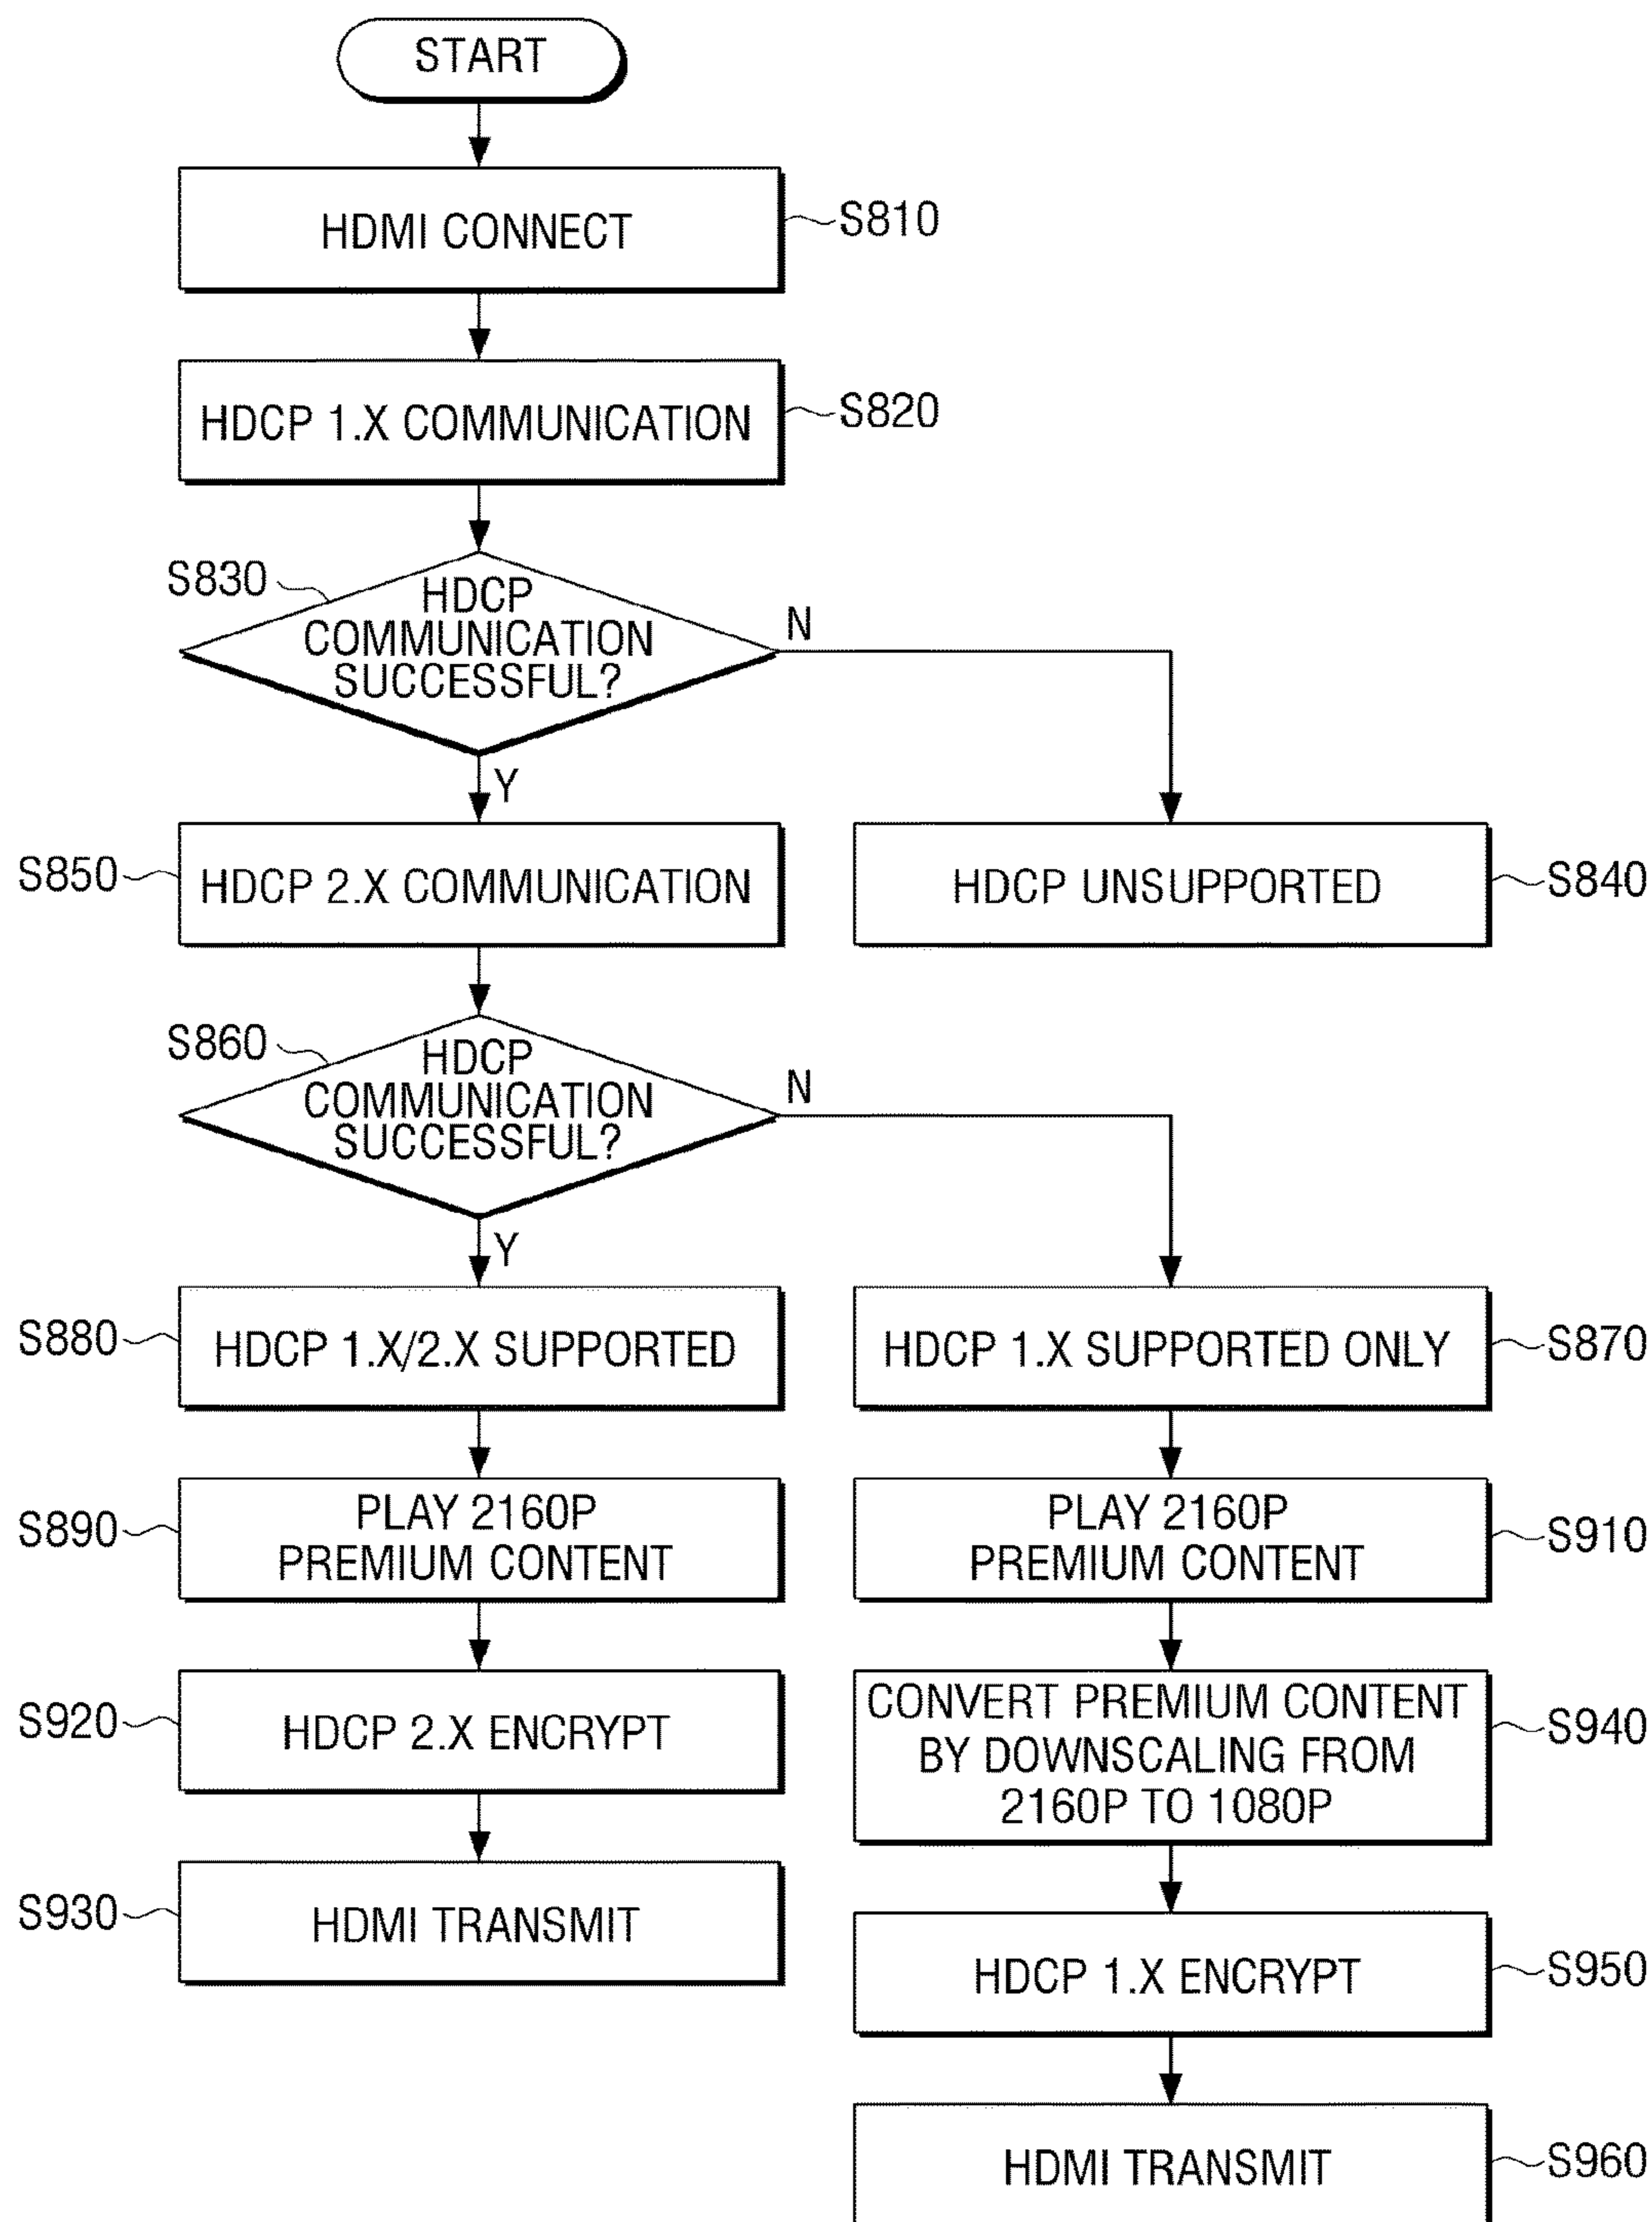 START
HDMI CONNECT
S810
HDCP 1.X COMMUNICATION
S820
S830
HDCP
COMMUNICATION
SUCCESSFUL?
N
Y
S850
HDCP 2.X COMMUNICATION
HDCP UNSUPPORTED
S840
S860
HDCP
COMMUNICATION
SUCCESSFUL?
N
Y
S880
HDCP 1.X/2.X SUPPORTED
HDCP 1.X SUPPORTED ONLY
S870
S890
PLAY 2160P
PREMIUM CONTENT
PLAY 2160P
PREMIUM CONTENT
S910
S920
HDCP 2.X ENCRYPT
CONVERT PREMIUM CONTENT
BY DOWNSCALING FROM
2160P TO 1080P
S940
S930
HDMI TRANSMIT
HDCP 1.X ENCRYPT
S950
HDMI TRANSMIT
S960